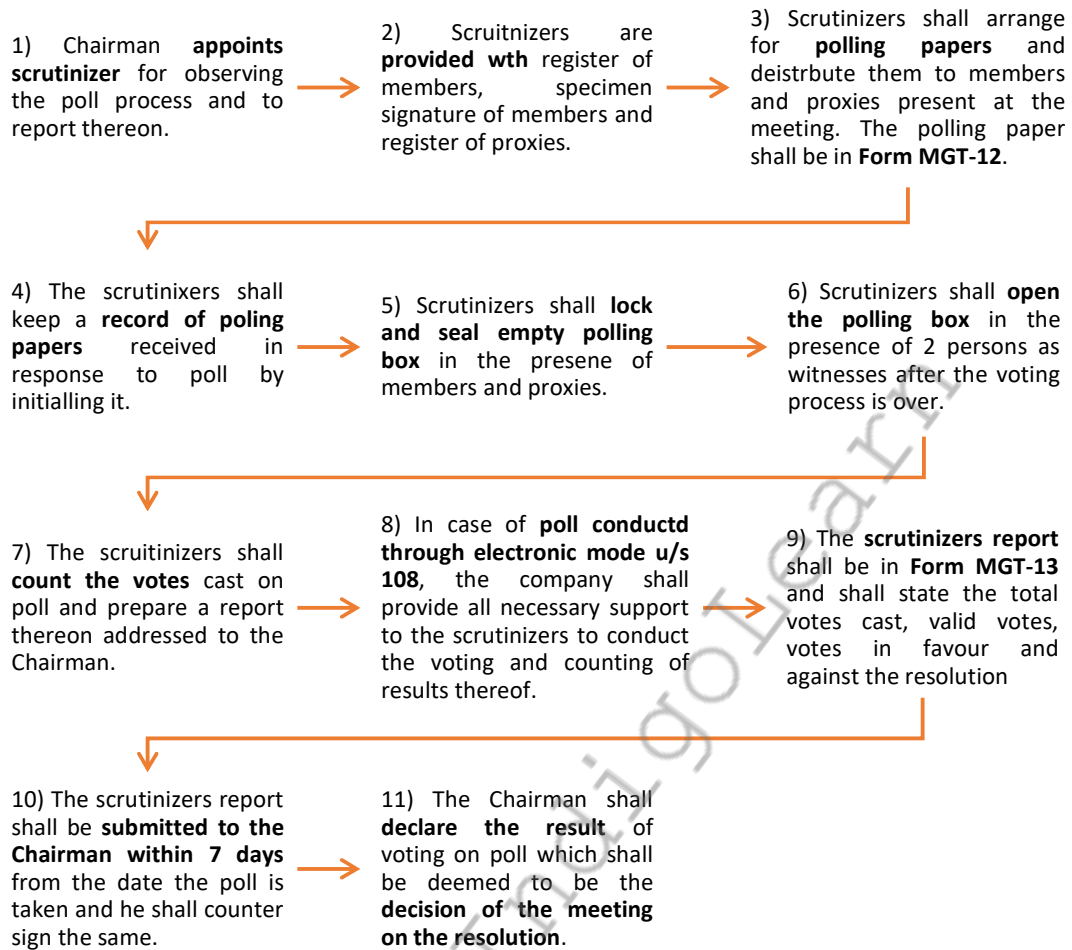 1) Chairman appoints
scrutinizer for observing
the poll process and to
report thereon.
2) Scruitnizers are
provided wth register of
members, specimen
signature of members and
register of proxies.
3) Scrutinizers shall arrange
for polling papers and
deistrbute them to members
and proxies present at the
meeting. The polling paper
shall be in Form MGT-12.
4) The scrutinixers shall
keep a record of poling
papers received in
response to poll by
initialling it.
5) Scrutinizers shall lock
and seal empty polling
box in the presene of
members and proxies.
6) Scrutinizers shall open
the polling box in the
presence of 2 persons as
witnesses after the voting
process is over.
7) The scruitinizers shall
count the votes cast on
poll and prepare a report
thereon addressed to the
Chairman.
8) In case of poll conductd
through electronic mode u/s
108, the company shall
provide all necessary support
to the scrutinizers to conduct
the voting and counting of
results thereof.
9) The scrutinizers report
shall be in Form MGT-13
and shall state the total
votes cast, valid votes,
votes in favour and
against the resolution
10) The scrutinizers report
shall be submitted to the
Chairman within 7 days
from the date the poll is
taken and he shall counter
sign the same.
11) The Chairman shall
declare the result of
voting on poll which shall
be deemed to be the
decision of the meeting
on the resolution.
IndigoLearn